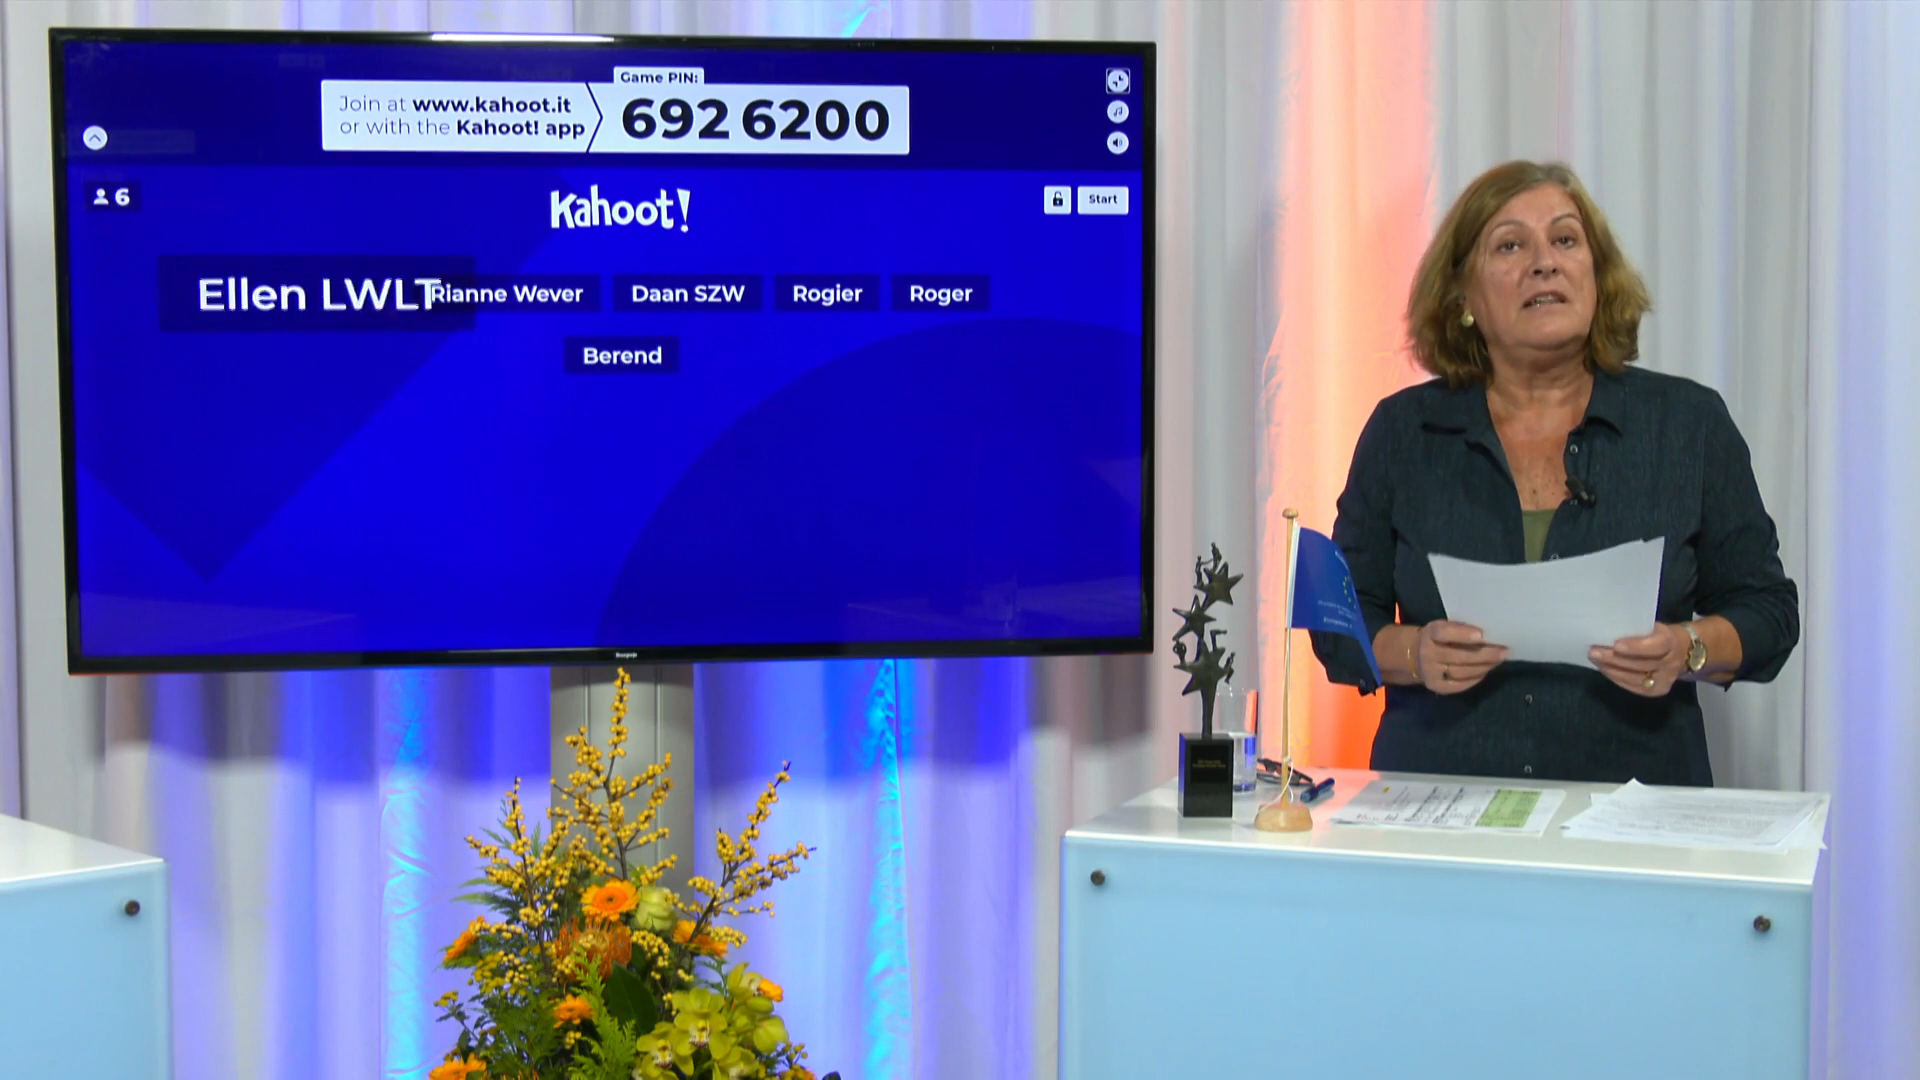 Game PIN:
Join at www.kahoot.it
or with the Kahoot! app
692 6200
6
Kahoot!
Start
Ellen LWLT
Rianne Wever
Daan SZW
Rogier
Roger
Berend